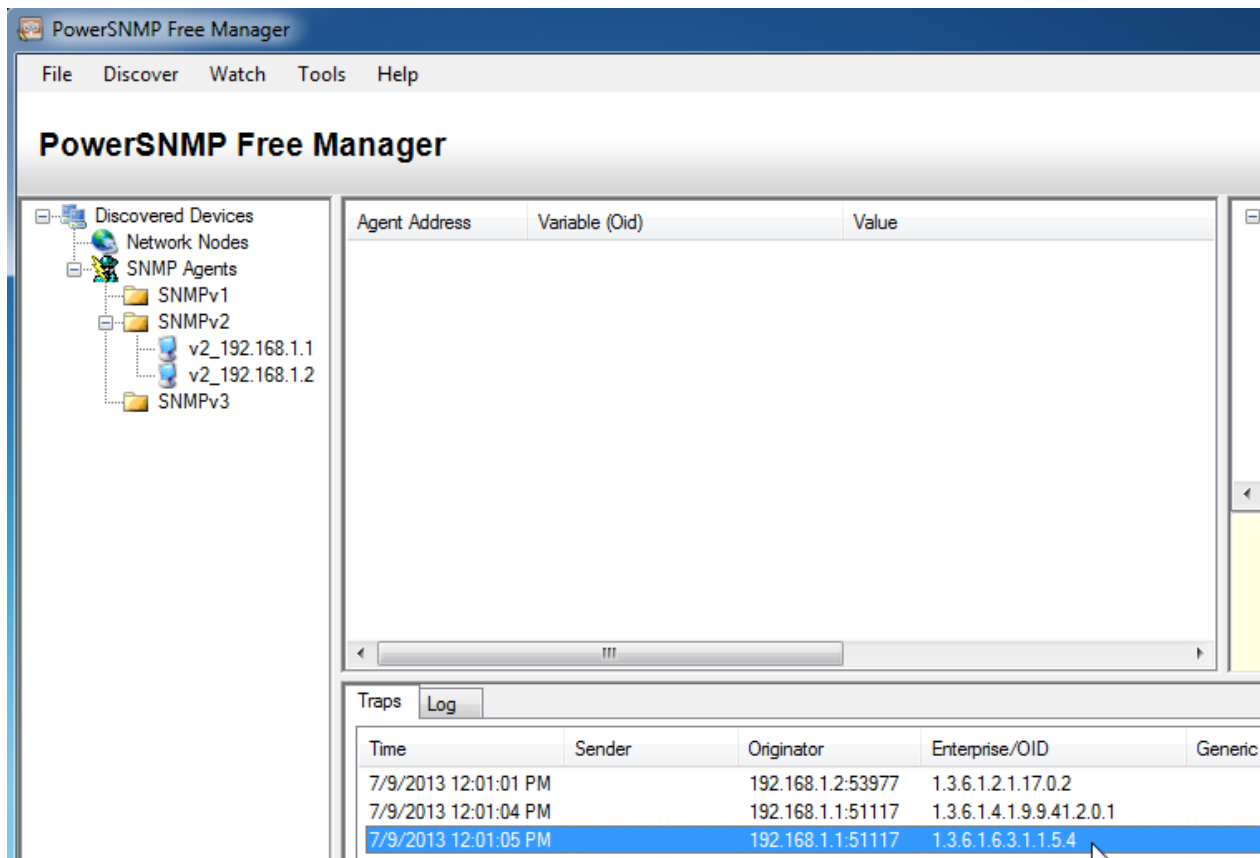 PowerSNMP Free Manager
File Discover Watch Tools Help
PowerSNMP Free Manager
Discovered Devices
Network Nodes
SNMP Agents
SNMPv1
SNMPv2
v2_192.168.1.1
v2_192.168.1.2
SNMPv3
Agent Address Variable (Oid) Value
Traps Log
Time Sender Originator Enterprise/OID Generic
7/9/2013 12:01:01 PM 192.168.1.2:53977 1.3.6.1.2.1.17.0.2
7/9/2013 12:01:04 PM 192.168.1.1:51117 1.3.6.1.4.1.9.9.41.2.0.1
7/9/2013 12:01:05 PM 192.168.1.1:51117 1.3.6.1.6.3.1.1.5.4